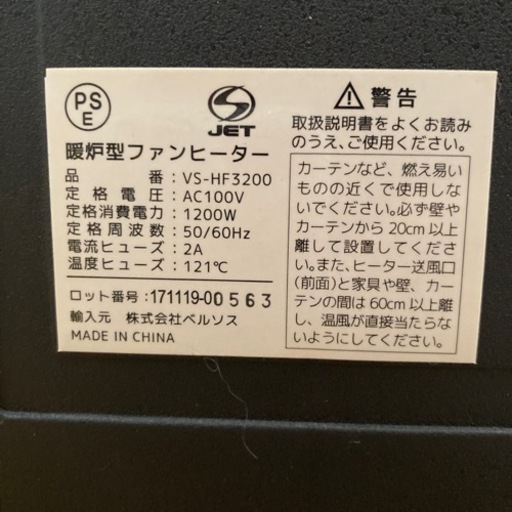 PS
E
JET
暖炉型ファンヒーター
品番：VS-HF3200
定格電圧：AC100V
定格消費電力：1200W
定格周波数：50/60Hz
電流ヒューズ：2A
温度ヒューズ：121℃
ロット番号：171119-00563
輸入元 株式会社ベルソス
MADE IN CHINA
警告
取扱説明書をよくお読み
のうえ、ご使用ください。
カーテンなど、燃え易い
ものの近くで使用しな
いでください。必ず壁や
カーテンから20cm以上
離して設置してくださ
い。また、ヒーター送風口
(前面)と家具や壁、カー
テンの間は60cm以上離
し、温風が直接当たらな
いようにしてください。